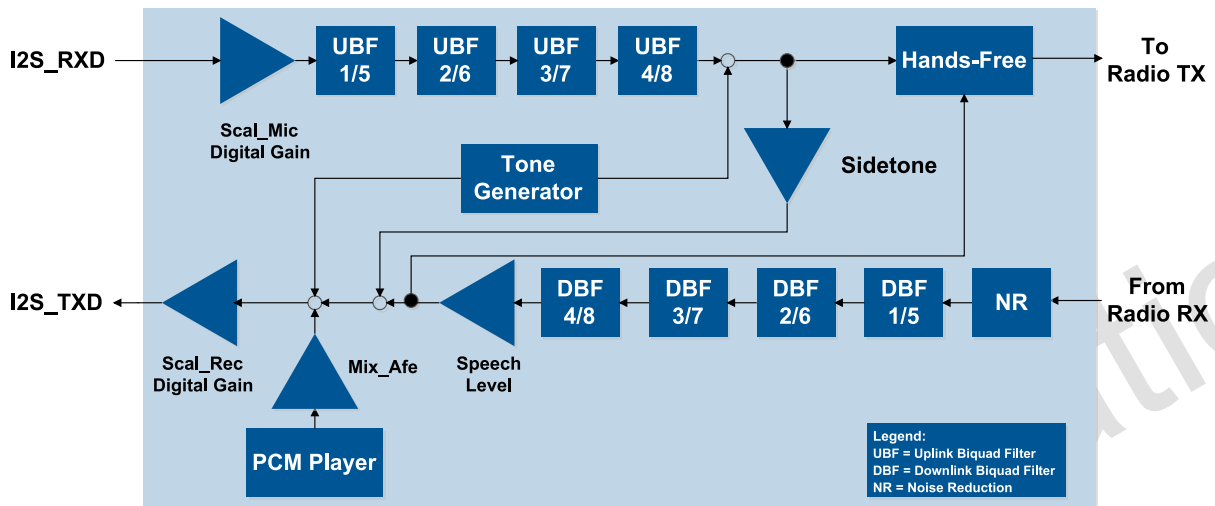 I2S_RXD
UBF
1/5
UBF
2/6
UBF
3/7
UBF
4/8
Hands-Free
To
Radio TX
Scal_Mic
Digital Gain
Tone
Generator
Sidetone
I2S_TXD
DBF
4/8
DBF
3/7
DBF
2/6
DBF
1/5
NR
From
Radio RX
Scal_Rec
Digital Gain
Mix_Afe
Speech
Level
PCM Player
Legend:
UBF = Uplink Biquad Filter
DBF = Downlink Biquad Filter
NR = Noise Reduction